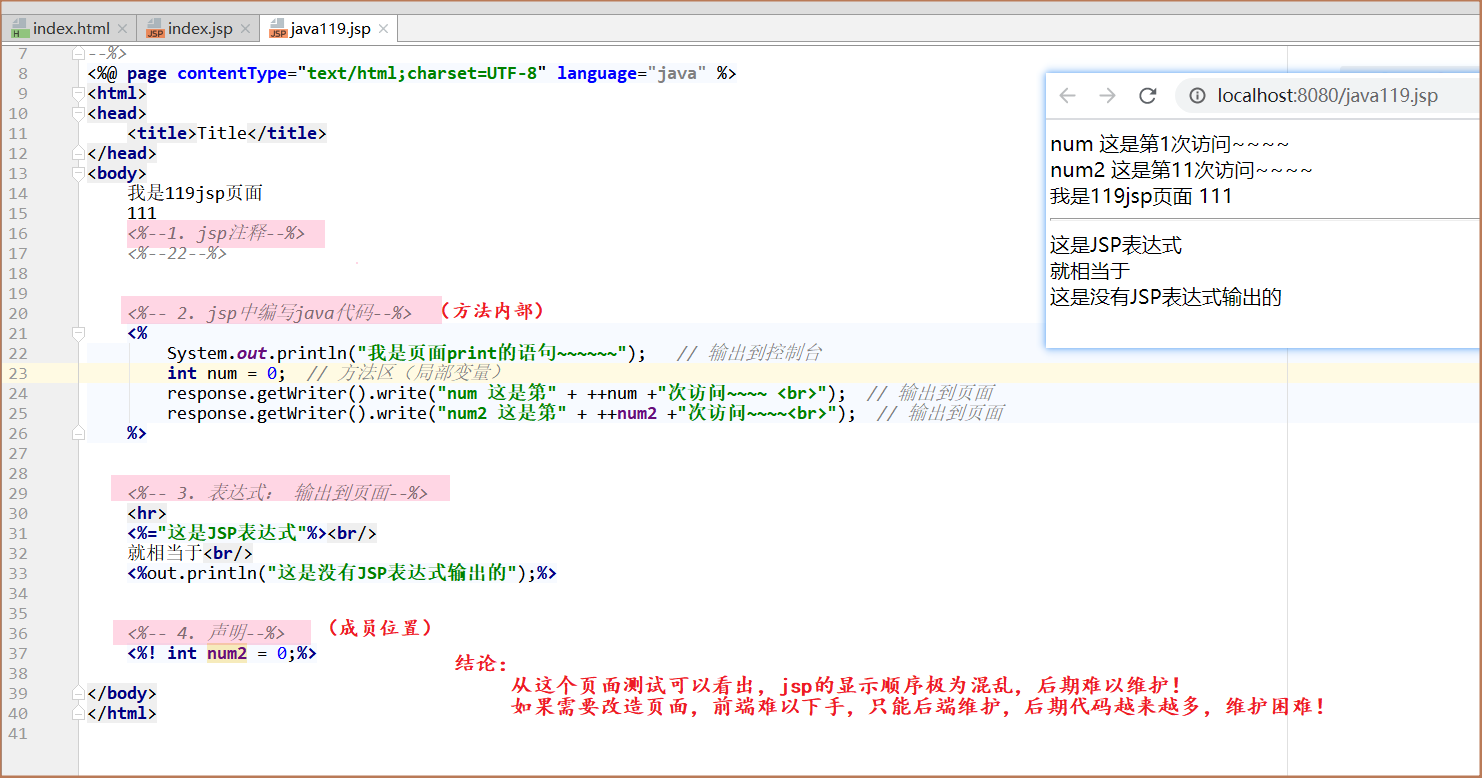 index.html
index.jsp
java119.jsp
7 --%>
8 <%@ page contentType="text/html;charset=UTF-8" language="java" %>
9 <html>
10 <head>
11 <title>Title</title>
12 </head>
13 <body>
14 我是119jsp页面
15 111
16 <%--1. jsp注释--%>
17 <%--22--%>
18
19
20 <%-- 2. jsp中编写java代码--%> (方法内部)
21 <%
22 System.out.println("我是页面print的语句~~~~~~"); // 输出到控制台
23 int num = 0; // 方法区（局部变量）
24 response.getWriter().write("num 这是第" + ++num +"次访问~~~~ <br>"); // 输出到页面
25 response.getWriter().write("num2 这是第" + ++num2 +"次访问~~~~<br>"); // 输出到页面
26 %>
27
28
29 <%-- 3. 表达式： 输出到页面--%>
30 <hr>
31 <%="这是JSP表达式"%><br/>
32 就相当于<br/>
33 <%out.println("这是没有JSP表达式输出的");%>
34
35
36 <%-- 4. 声明--%> (成员位置)
37 <%! int num2 = 0;%>
38
39 </body>
40 </html>
41
结论：
从这个页面测试可以看出，jsp的显示顺序极为混乱，后期难以维护！
如果需要改造页面，前端难以下手，只能后端维护，后期代码越来越多，维护困难！
localhost:8080/java119.jsp
num 这是第1次访问~~~~
num2 这是第11次访问~~~~
我是119jsp页面 111
这是JSP表达式
就相当于
这是没有JSP表达式输出的